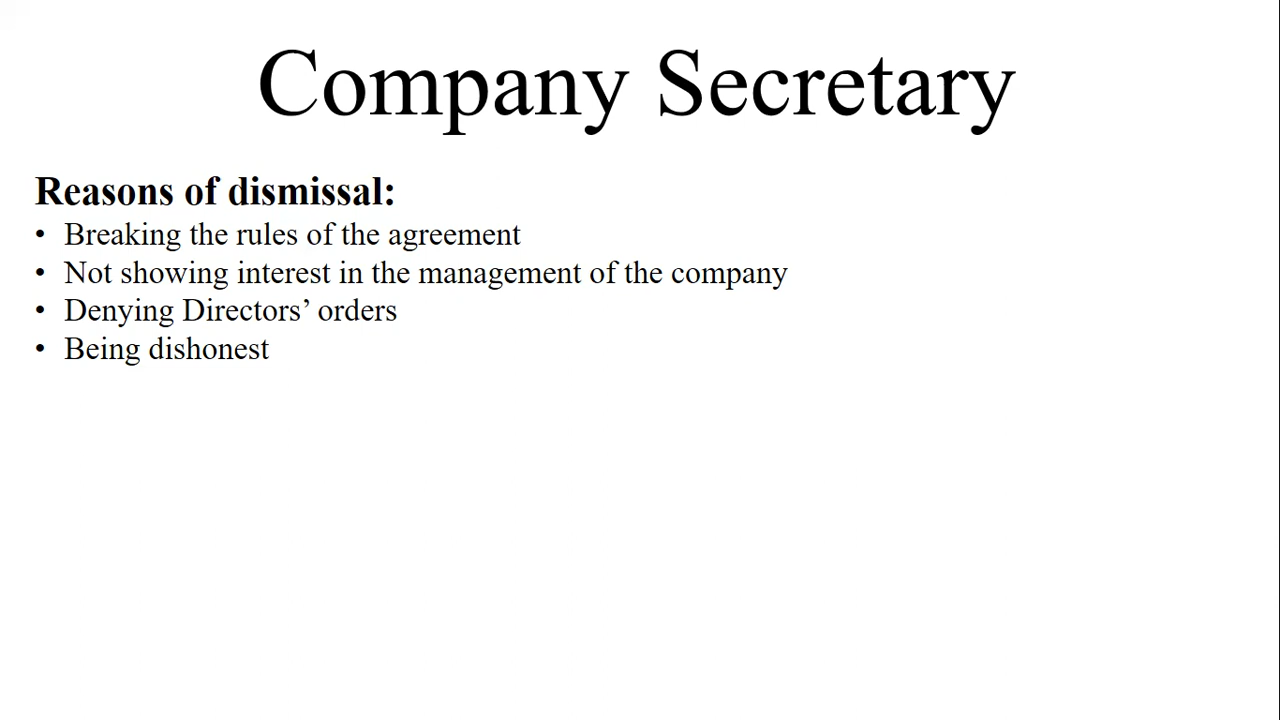 Company Secretary
Reasons of dismissal:
• Breaking the rules of the agreement
• Not showing interest in the management of the company
• Denying Directors’ orders
• Being dishonest